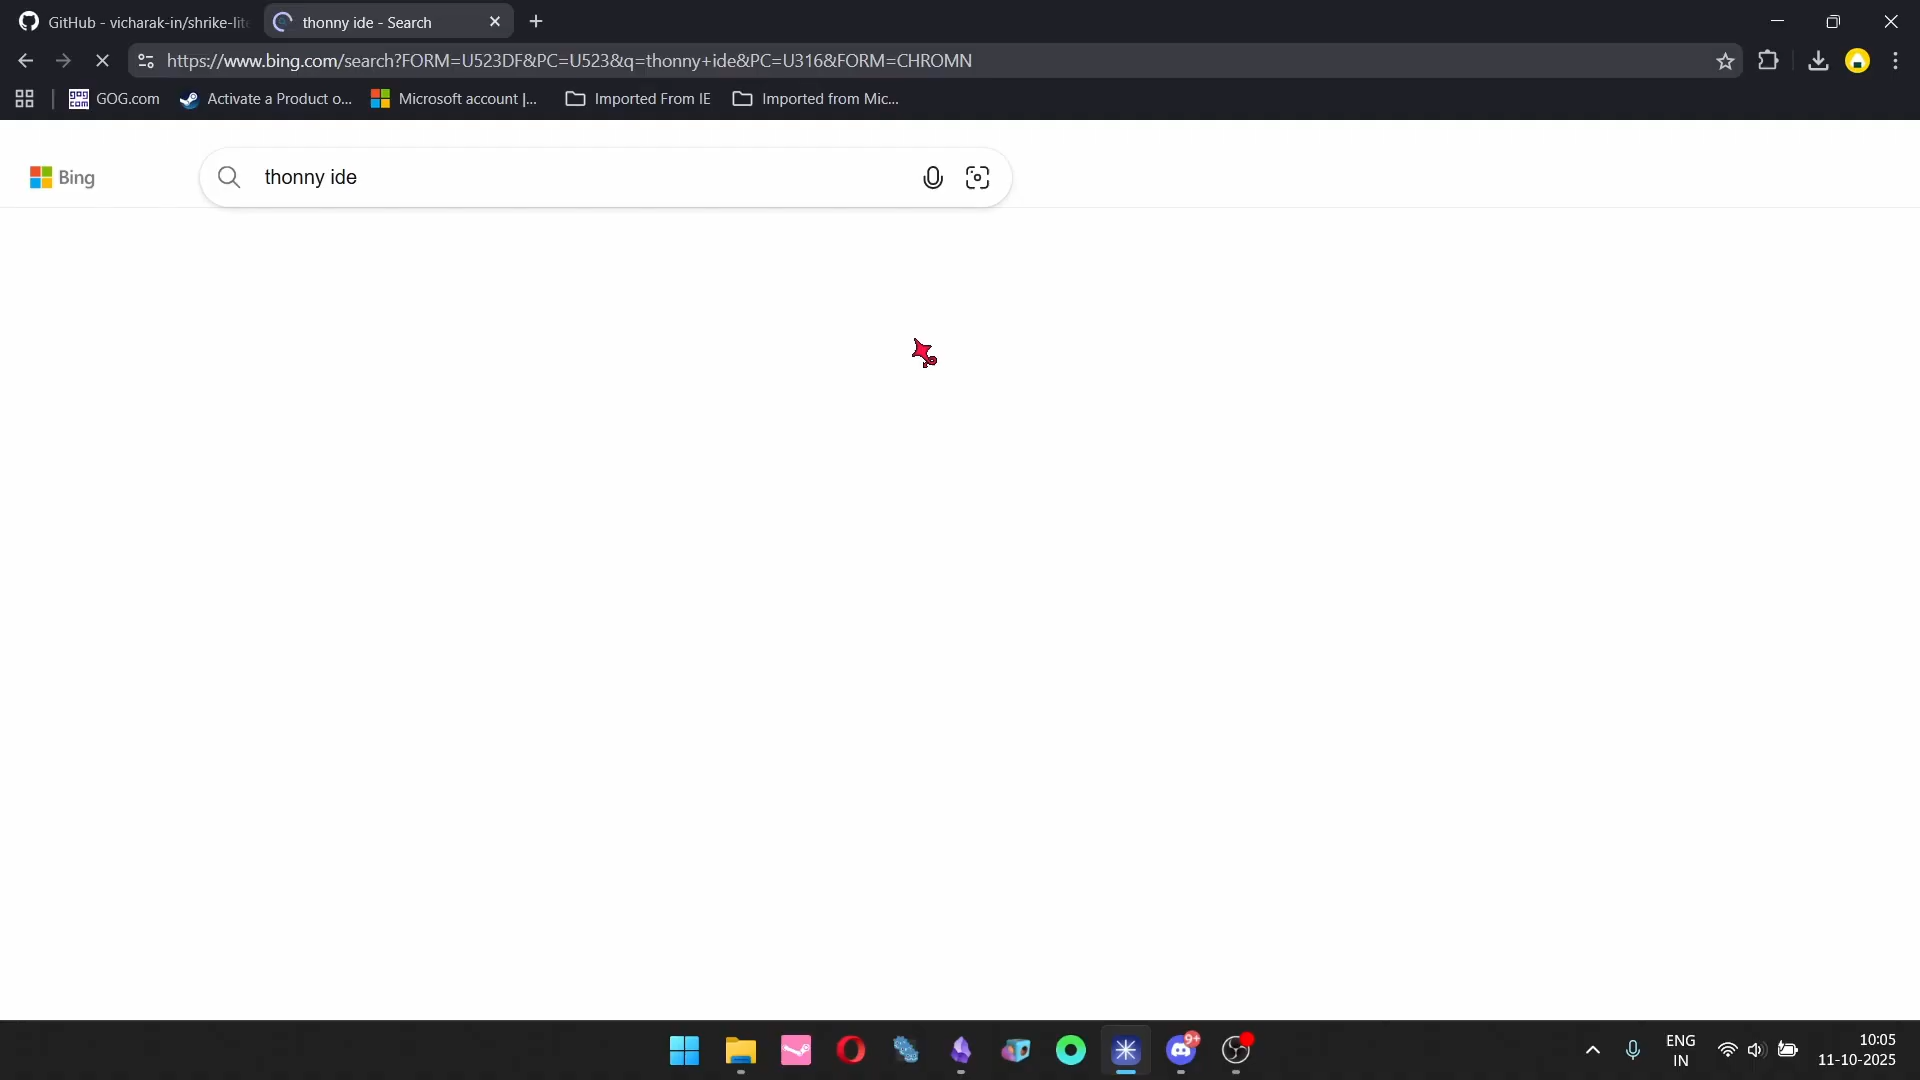 GitHub - vicharak-in/shrike-lite
thonny ide - Search
https://www.bing.com/search?FORM=U523DF&PC=U523&q=thonny+ide&PC=U316&FORM=CHROMN
GOG.com
Activate a Product o...
Microsoft account |...
Imported From IE
Imported from Mic...
Bing
thonny ide
9+
ENG
IN
10:05
11-10-2025